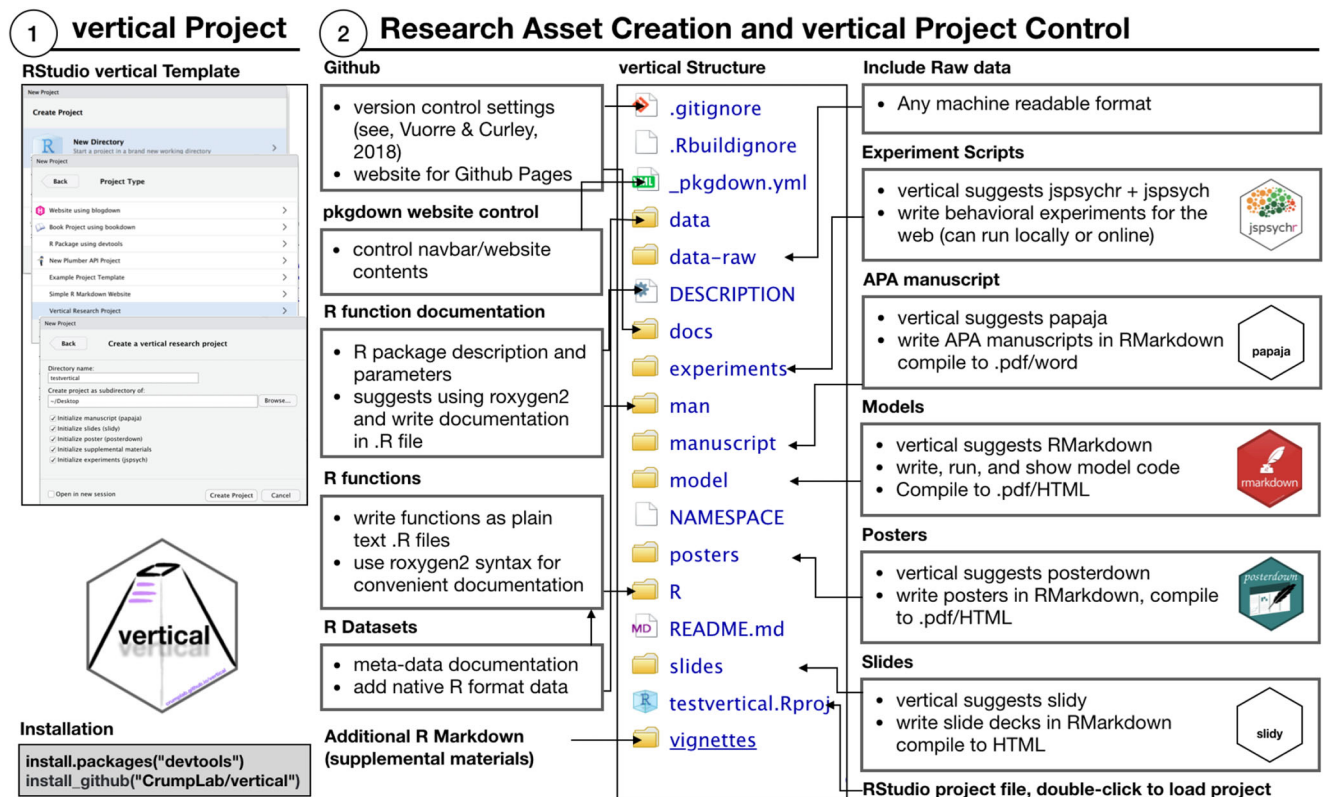 1 vertical Project
RStudio vertical Template
New Project
Create Project
New Directory
Start a project in a brand new working directory
New Project
Back Project Type
Website using blogdown
Book Project using bookdown
R Package using devtools
New Plumber API Project
Example Project Template
Simple R Markdown Website
Vertical Research Project
New Project
Back Create a vertical research project
Directory name:
testvertical
Create project as subdirectory of:
~/Desktop Browse...
Initialize manuscript (papaja)
Initialize slides (slidy)
Initialize poster (posterdown)
Initialize supplemental materials
Initialize experiments (jspsych)
Open in new session Create Project Cancel
vertical
crumplab.github.io/vertical
Installation
install.packages("devtools")
install_github("CrumpLab/vertical")
2 Research Asset Creation and vertical Project Control
Github
• version control settings
(see, Vuorre & Curley,
2018)
• website for Github Pages
pkgdown website control
• control navbar/website
contents
R function documentation
• R package description and
parameters
• suggests using roxygen2
and write documentation
in .R file
R functions
• write functions as plain
text .R files
• use roxygen2 syntax for
convenient documentation
R Datasets
• meta-data documentation
• add native R format data
Additional R Markdown
(supplemental materials)
vertical Structure
.gitignore
.Rbuildignore
_pkgdown.yml
data
data-raw
DESCRIPTION
docs
experiments
man
manuscript
model
NAMESPACE
posters
R
MD README.md
slides
testvertical.Rproj
vignettes
Include Raw data
• Any machine readable format
Experiment Scripts
• vertical suggests jspsychr + jspsych
• write behavioral experiments for the
web (can run locally or online)
jspsychr
APA manuscript
• vertical suggests papaja
• write APA manuscripts in RMarkdown
compile to .pdf/word
papaja
Models
• vertical suggests RMarkdown
• write, run, and show model code
• Compile to .pdf/HTML
rmarkdown
Posters
• vertical suggests posterdown
• write posters in RMarkdown, compile
to .pdf/HTML
posterdown
Slides
• vertical suggests slidy
• write slide decks in RMarkdown
compile to HTML
slidy
RStudio project file, double-click to load project